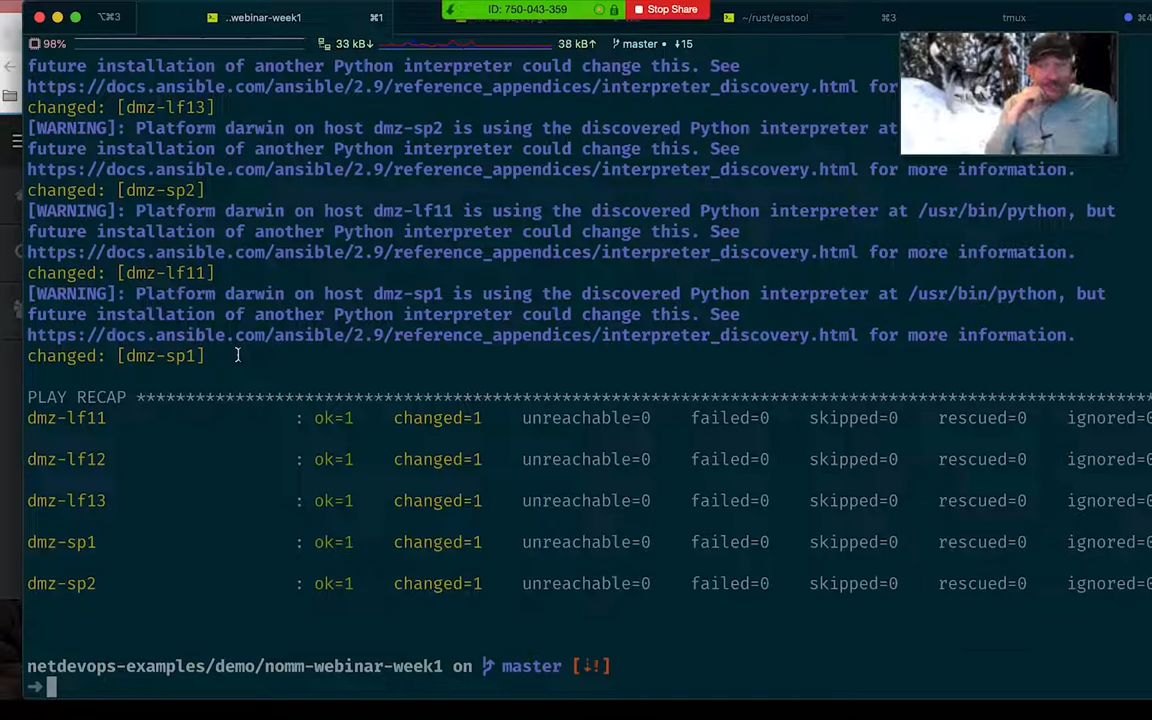 ⌥⌘3
..webinar-week1
⌘1
ID: 750-043-359
Stop Share
~/rust/eostool
⌘3
tmux
98%
33 kB↓
38 kB↑
master • ↓15
future installation of another Python interpreter could change this. See
https://docs.ansible.com/ansible/2.9/reference_appendices/interpreter_discovery.html for
changed: [dmz-lf13]
[WARNING]: Platform darwin on host dmz-sp2 is using the discovered Python interpreter at
future installation of another Python interpreter could change this. See
https://docs.ansible.com/ansible/2.9/reference_appendices/interpreter_discovery.html for more information.
changed: [dmz-sp2]
[WARNING]: Platform darwin on host dmz-lf11 is using the discovered Python interpreter at /usr/bin/python, but
future installation of another Python interpreter could change this. See
https://docs.ansible.com/ansible/2.9/reference_appendices/interpreter_discovery.html for more information.
changed: [dmz-lf11]
[WARNING]: Platform darwin on host dmz-sp1 is using the discovered Python interpreter at /usr/bin/python, but
future installation of another Python interpreter could change this. See
https://docs.ansible.com/ansible/2.9/reference_appendices/interpreter_discovery.html for more information.
changed: [dmz-sp1]
PLAY RECAP ****************************************************************************************************
dmz-lf11 : ok=1 changed=1 unreachable=0 failed=0 skipped=0 rescued=0 ignored=0
dmz-lf12 : ok=1 changed=1 unreachable=0 failed=0 skipped=0 rescued=0 ignored=0
dmz-lf13 : ok=1 changed=1 unreachable=0 failed=0 skipped=0 rescued=0 ignored=0
dmz-sp1 : ok=1 changed=1 unreachable=0 failed=0 skipped=0 rescued=0 ignored=0
dmz-sp2 : ok=1 changed=1 unreachable=0 failed=0 skipped=0 rescued=0 ignored=0
netdevops-examples/demo/nomm-webinar-week1 on master [⇣!]
➜